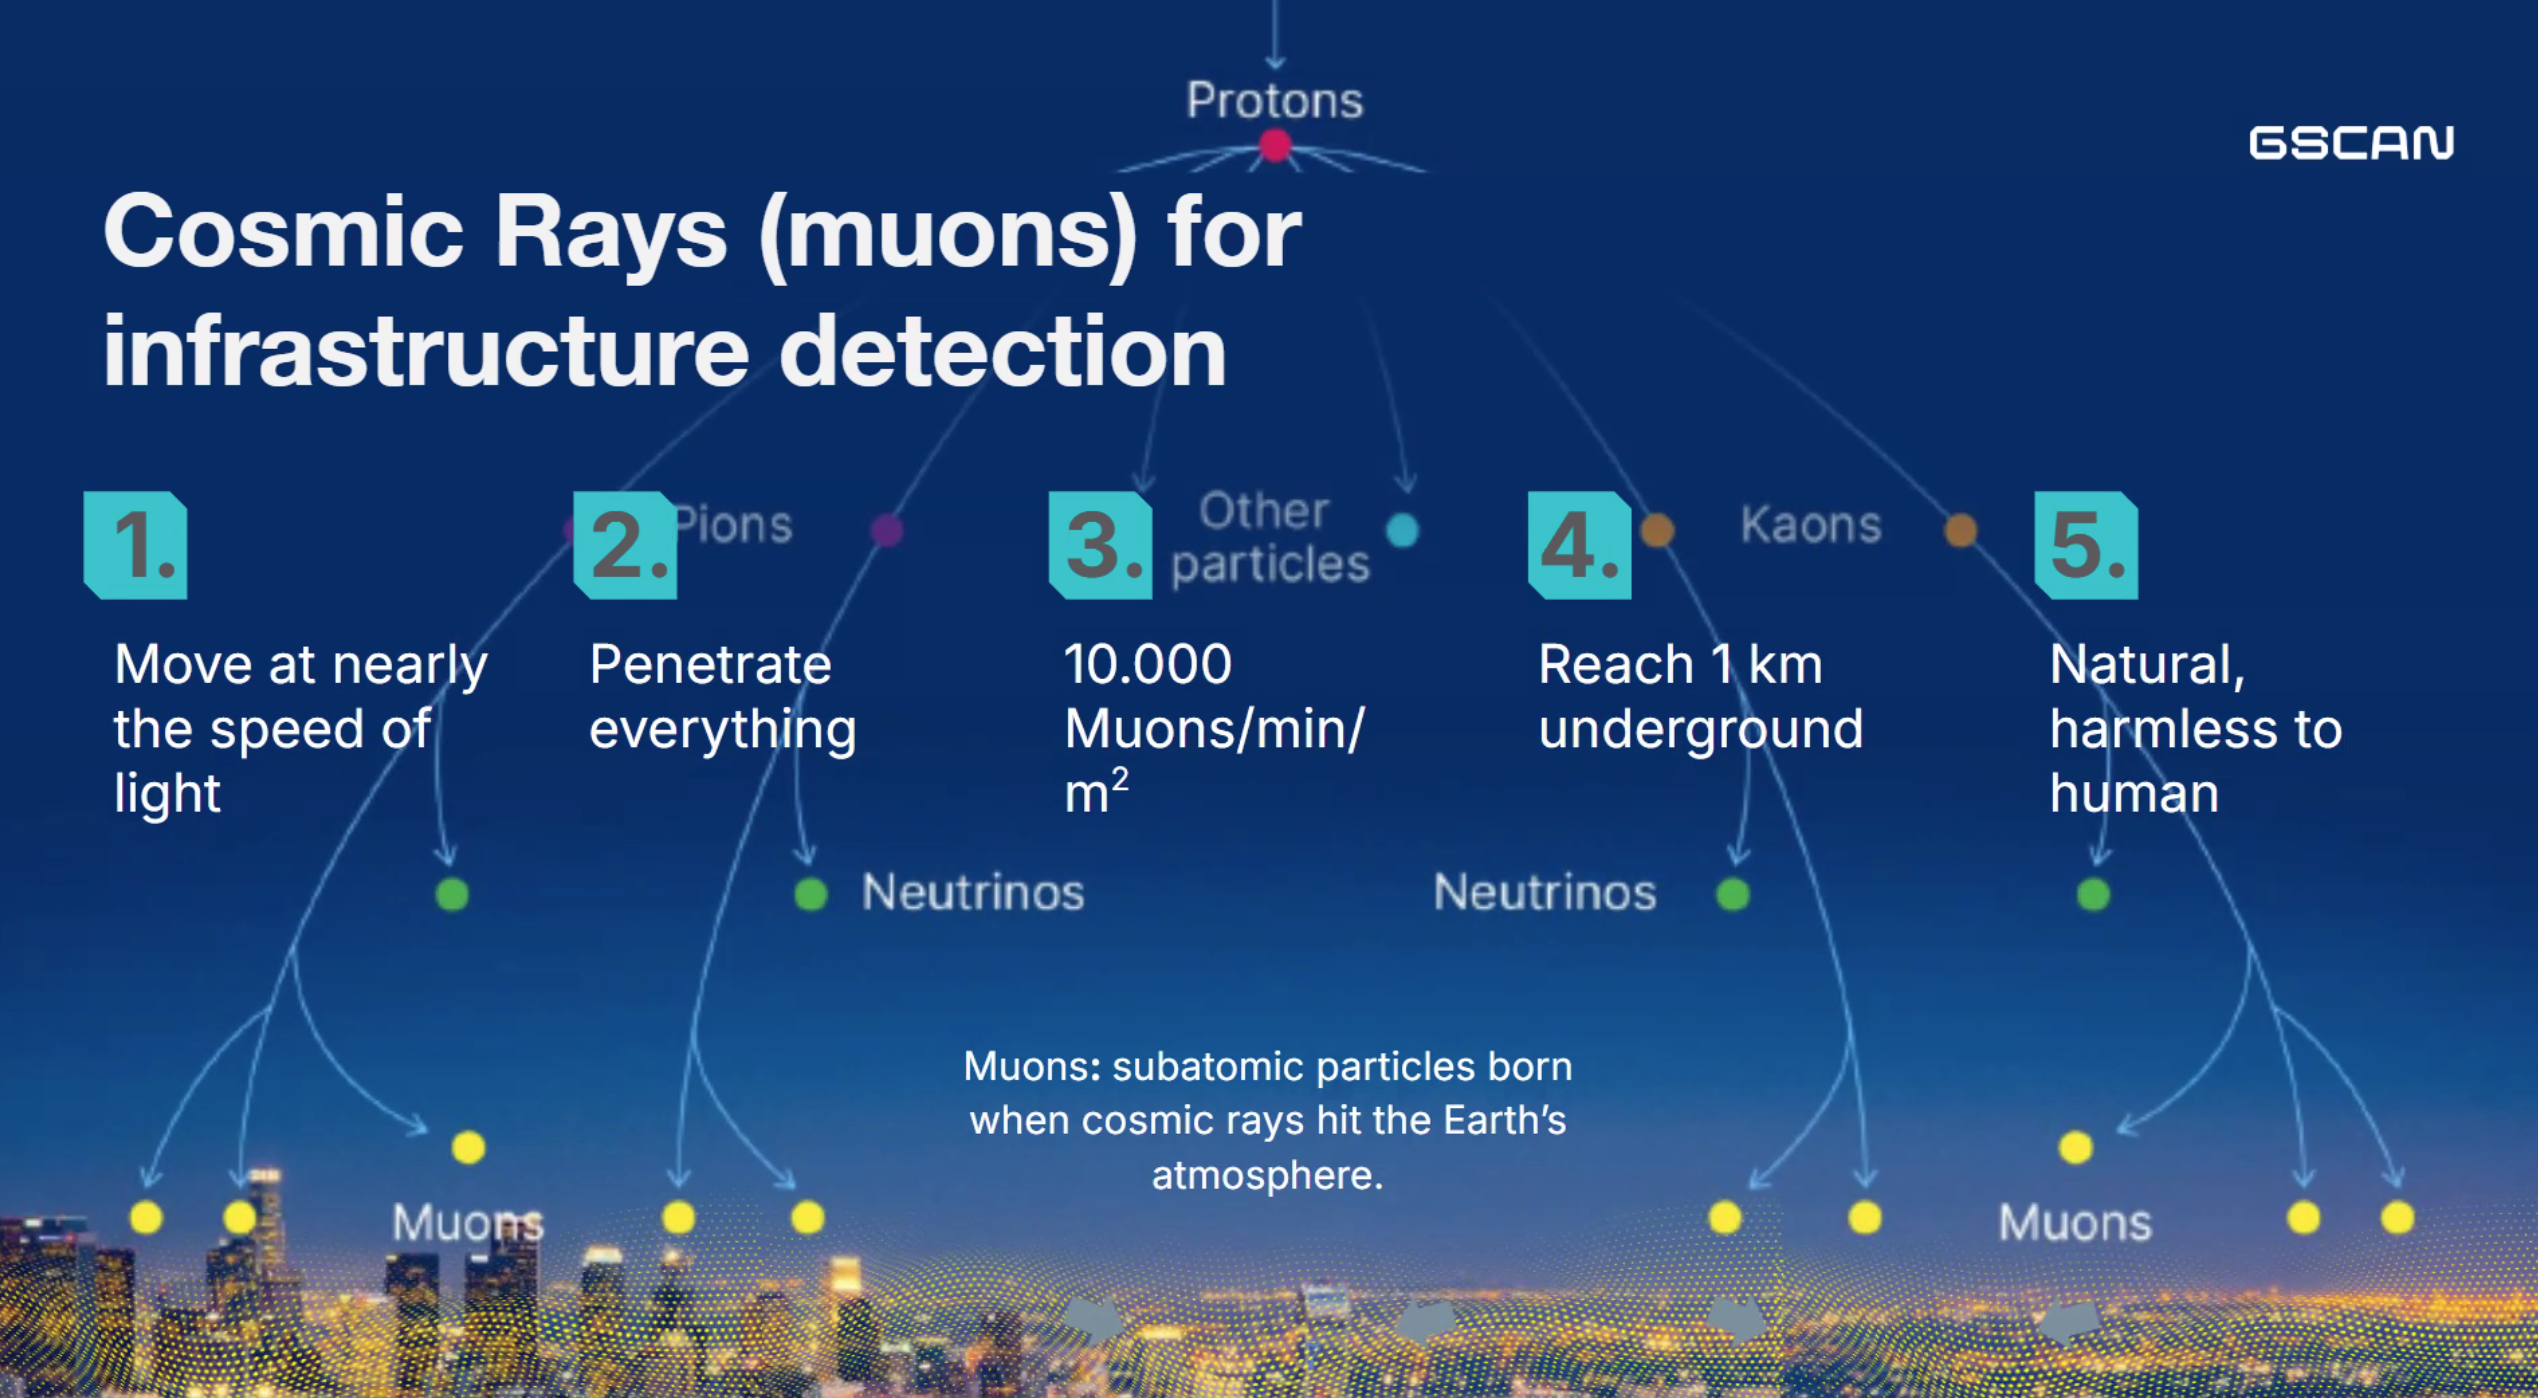 Protons
GSCAN
Cosmic Rays (muons) for
infrastructure detection
1.
2.
Pions
3.
Other
particles
4.
Kaons
5.
Move at nearly
the speed of
light
Penetrate
everything
10.000
Muons/min/
m²
Reach 1 km
underground
Natural,
harmless to
human
Neutrinos
Neutrinos
Muons: subatomic particles born
when cosmic rays hit the Earth’s
atmosphere.
Muons
Muons